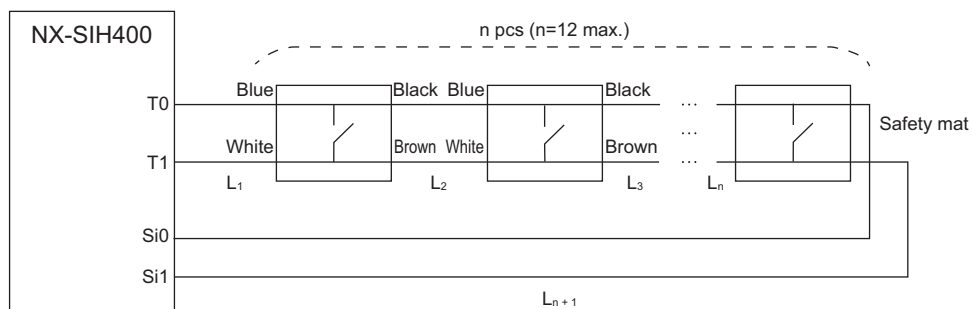 NX-SIH400
n pcs (n=12 max.)
Blue Black Blue Black
T0
...
Safety mat
...
White Brown White Brown ...
T1
L₁ L₂ L₃ Lₙ
Si0
Si1
Lₙ ₊ ₁